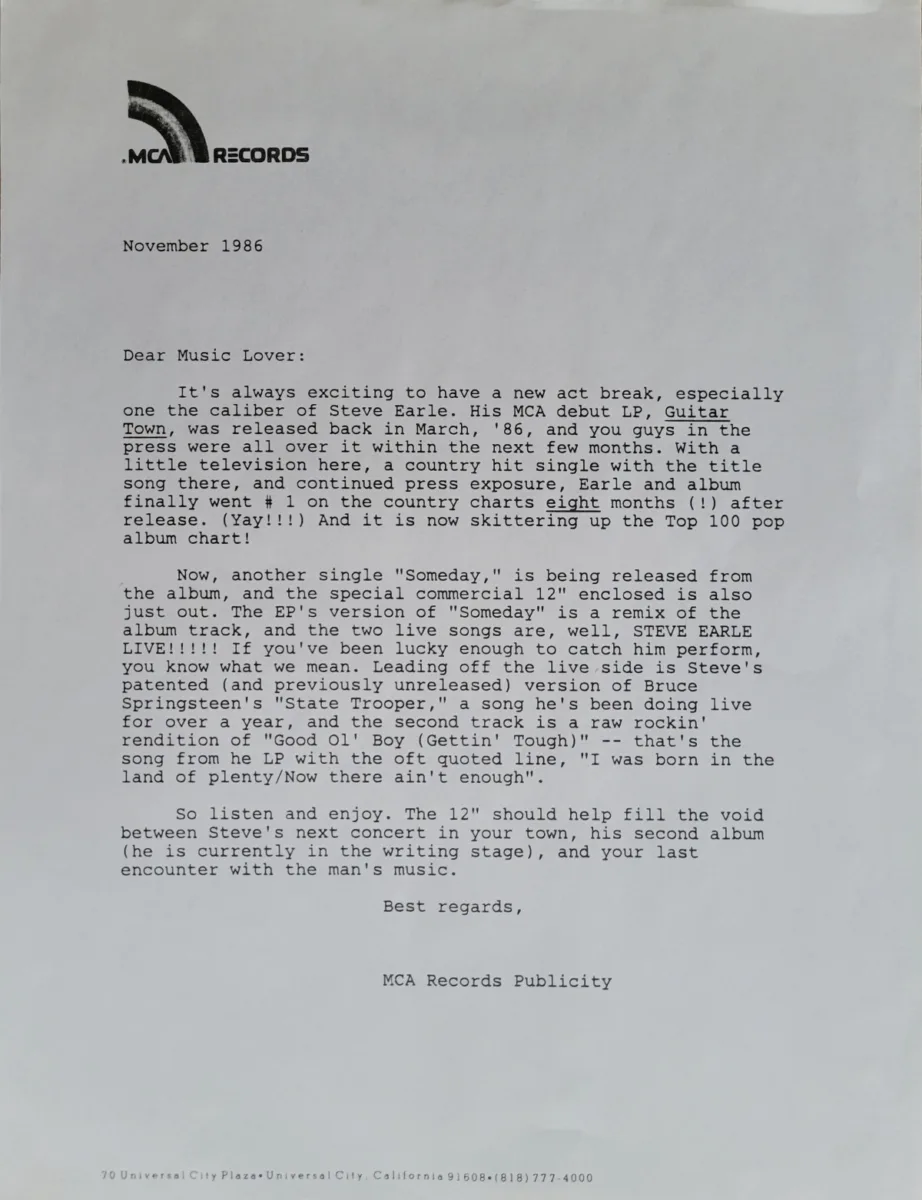 MCA RECORDS
November 1986
Dear Music Lover:
It's always exciting to have a new act break, especially
one the caliber of Steve Earle. His MCA debut LP, Guitar
Town, was released back in March, '86, and you guys in the
press were all over it within the next few months. With a
little television here, a country hit single with the title
song there, and continued press exposure, Earle and album
finally went # 1 on the country charts eight months (!) after
release. (Yay!!!) And it is now skittering up the Top 100 pop
album chart!
Now, another single "Someday," is being released from
the album, and the special commercial 12" enclosed is also
just out. The EP's version of "Someday" is a remix of the
album track, and the two live songs are, well, STEVE EARLE
LIVE!!!!! If you've been lucky enough to catch him perform,
you know what we mean. Leading off the live side is Steve's
patented (and previously unreleased) version of Bruce
Springsteen's "State Trooper," a song he's been doing live
for over a year, and the second track is a raw rockin'
rendition of "Good Ol' Boy (Gettin' Tough)" -- that's the
song from he LP with the oft quoted line, "I was born in the
land of plenty/Now there ain't enough".
So listen and enjoy. The 12" should help fill the void
between Steve's next concert in your town, his second album
(he is currently in the writing stage), and your last
encounter with the man's music.
Best regards,
MCA Records Publicity
70 Universal City Plaza•Universal City, California 91608•(818)777-4000